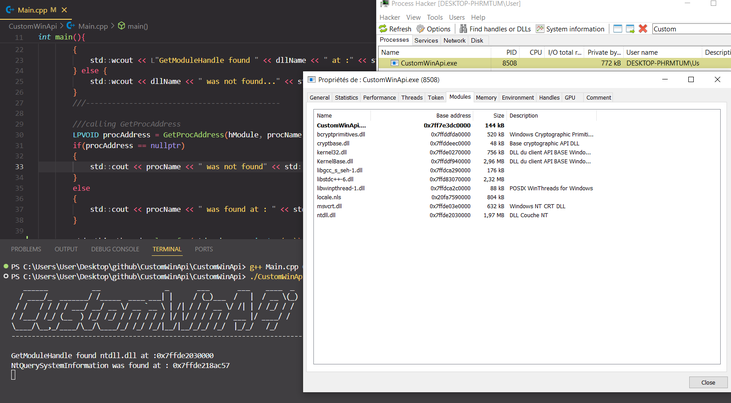 Main.cpp M
CustomWinApi > Main.cpp > main()
11 int main(){
22 {
23 std::wcout << L"GetModuleHandle found " << dllName << " at :" << st
24 } else {
25 std::wcout << dllName << " was not found..." << st
26 }
27 ///------------------------------------------
28
29 ///calling GetProcAddress
30 LPVOID procAddress = GetProcAddress(hModule, procName
31 if(procAddress == nullptr)
32 {
33 std::cout << procName << " was not found" << std:
34 }
35 else
36 {
37 std::cout << procName << " was found at : " << st
38 }
39
PROBLEMS OUTPUT DEBUG CONSOLE TERMINAL PORTS
PS C:\Users\User\Desktop\github\CustomWinApi\CustomWinApi> g++ Main.cpp
PS C:\Users\User\Desktop\github\CustomWinApi\CustomWinApi> ./CustomWinAp
GetModuleHandle found ntdll.dll at :0x7ffde2030000
NtQuerySystemInformation was found at : 0x7ffde218ac57
Process Hacker [DESKTOP-PHRMTUM\User]
Hacker View Tools Users Help
Refresh Options Find handles or DLLs System information Custom
Processes Services Network Disk
Name PID CPU I/O total r... Private by... User name Descripti
CustomWinApi.exe 8508 772 kB DESKTOP-PHRMTUM\Us
Propriétés de : CustomWinApi.exe (8508)
General Statistics Performance Threads Token Modules Memory Environment Handles GPU Comment
Name Base address Size Description
CustomWinApi.... 0x7ff7e3dc0000 144 kB
bcryptprimitives.dll 0x7ffddfda0000 520 kB Windows Cryptographic Primiti...
cryptbase.dll 0x7ffddeec0000 48 kB Base cryptographic API DLL
kernel32.dll 0x7ffde0270000 756 kB DLL du client API BASE Windo...
KernelBase.dll 0x7ffddf940000 2,96 MB DLL du client API BASE Windo...
libgcc_s_seh-1.dll 0x7ffdca290000 176 kB
libstdc++-6.dll 0x7ffd83070000 2,32 MB
libwinpthread-1.dll 0x7ffdca2c0000 88 kB POSIX WinThreads for Windows
locale.nls 0x20fa7590000 804 kB
msvcrt.dll 0x7ffde03e0000 632 kB Windows NT CRT DLL
ntdll.dll 0x7ffde2030000 1,97 MB DLL Couche NT
Close